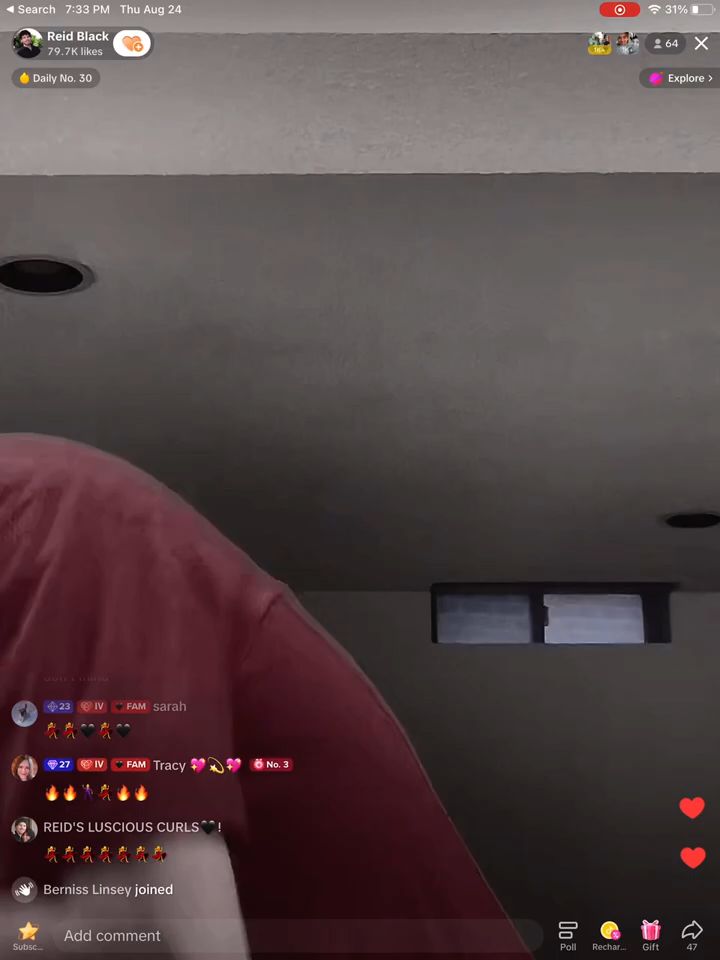 Search 7:33 PM Thu Aug 24 31%
Reid Black
79.7K likes
64
Daily No. 30
Explore >
23 IV FAM sarah
27 IV FAM Tracy No. 3
REID'S LUSCIOUS CURLS🖤!
Berniss Linsey joined
Add comment
Subsc... Poll Rechar... Gift 47